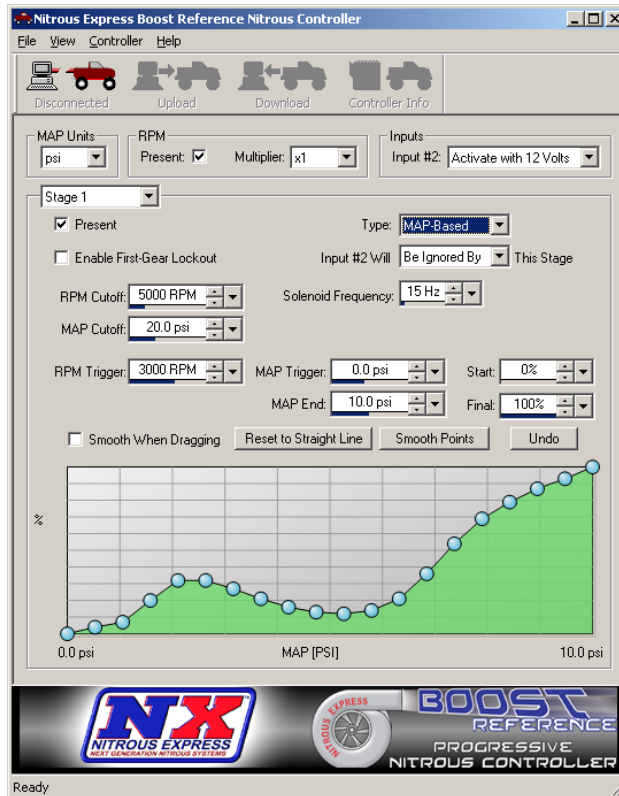 Nitrous Express Boost Reference Nitrous Controller
File View Controller Help
Disconnected Upload Download Controller Info
MAP Units RPM Inputs
psi Present: Multiplier: x1 Input #2: Activate with 12 Volts
Stage 1
Present Type: MAP-Based
Enable First-Gear Lockout Input #2 Will Be Ignored By This Stage
RPM Cutoff: 5000 RPM Solenoid Frequency: 15 Hz
MAP Cutoff: 20.0 psi
RPM Trigger: 3000 RPM MAP Trigger: 0.0 psi Start: 0%
MAP End: 10.0 psi Final: 100%
Smooth When Dragging Reset to Straight Line Smooth Points Undo
%
0.0 psi MAP [PSI] 10.0 psi
NX
NITROUS EXPRESS
NEXT GENERATION NITROUS SYSTEMS
NITROUS EXPRESS
BOOST
REFERENCE
PROGRESSIVE
NITROUS CONTROLLER
Ready